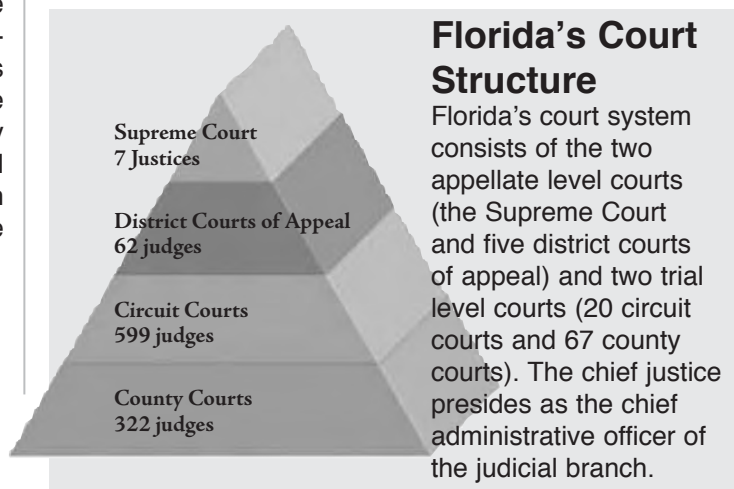 Florida’s Court
Structure
Florida’s court system
consists of the two
appellate level courts
(the Supreme Court
and five district courts
of appeal) and two trial
level courts (20 circuit
courts and 67 county
courts). The chief justice
presides as the chief
administrative officer of
the judicial branch.
Supreme Court
7 Justices
District Courts of Appeal
62 judges
Circuit Courts
599 judges
County Courts
322 judges